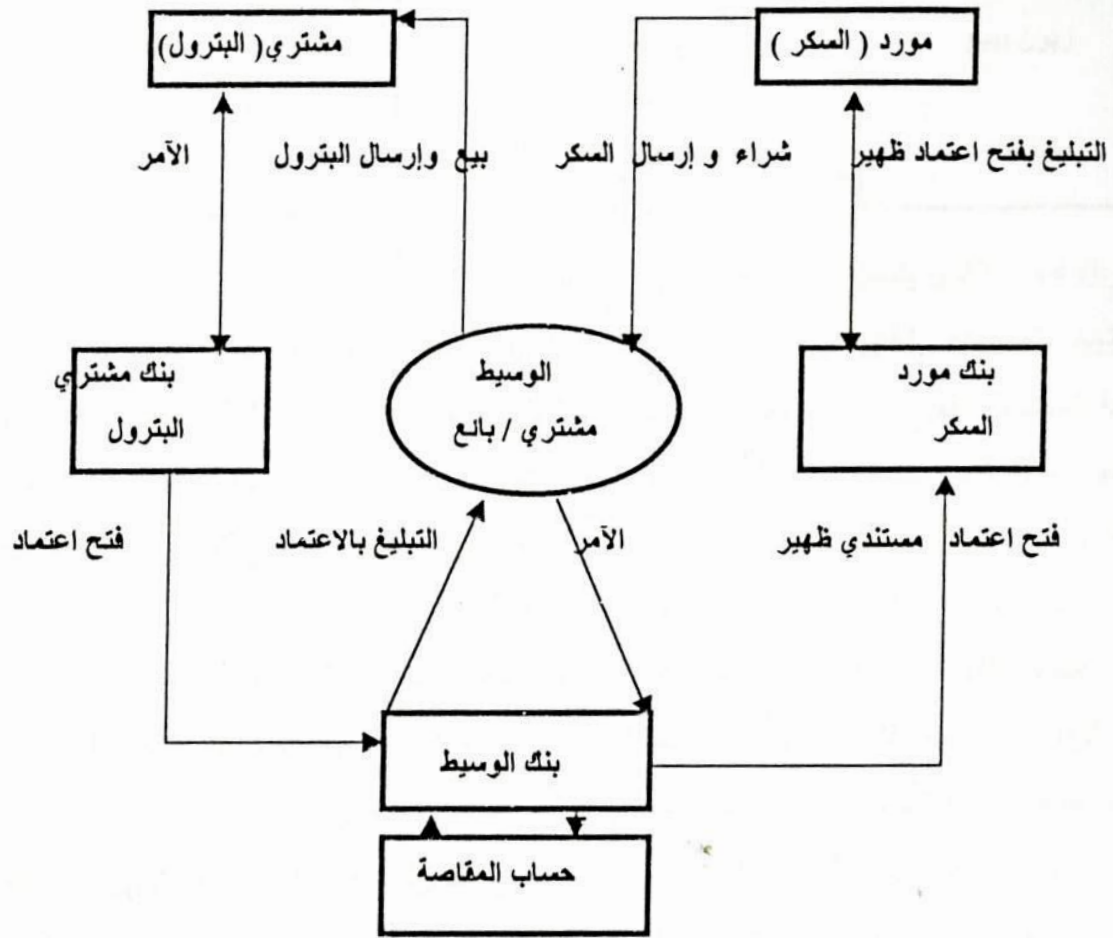 مورد ( السكر )
مشتري( البترول)
التبليغ بفتح اعتماد ظهير
شراء و إرسال السكر
بيع وإرسال البترول
الآمر
بنك مورد
السكر
الوسيط
مشتري / بائع
بنك مشتري
البترول
فتح اعتماد مستندي ظهير
الآمر
التبليغ بالاعتماد
فتح اعتماد
بنك الوسيط
حساب المقاصة